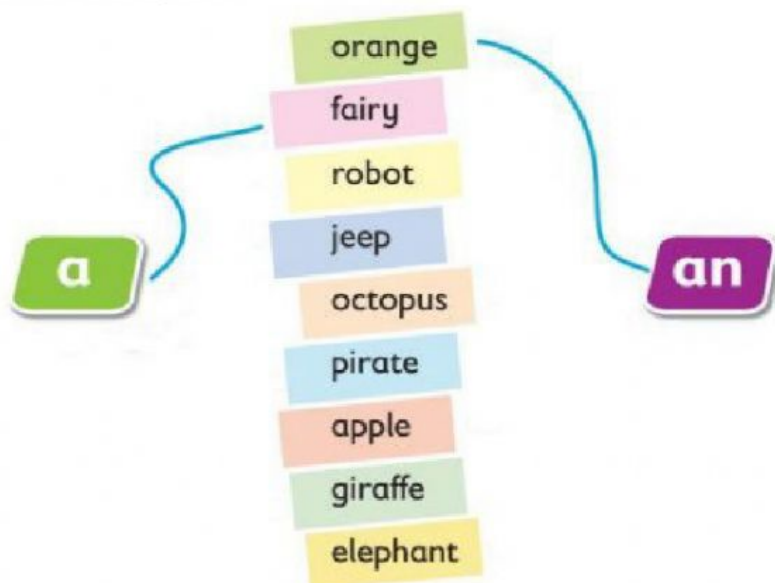 orange
fairy
robot
jeep
a
an
octopus
pirate
apple
giraffe
elephant